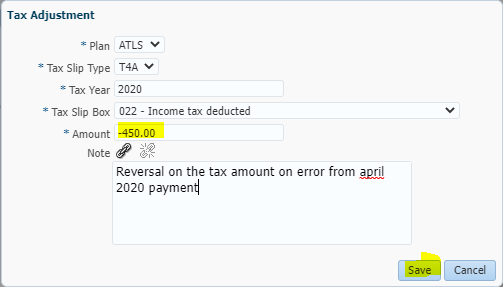 Tax Adjustment
* Plan ATLS
* Tax Slip Type T4A
* Tax Year 2020
* Tax Slip Box 022 - Income tax deducted
* Amount -450.00
Note
Reversal on the tax amount on error from april
2020 payment
Save Cancel